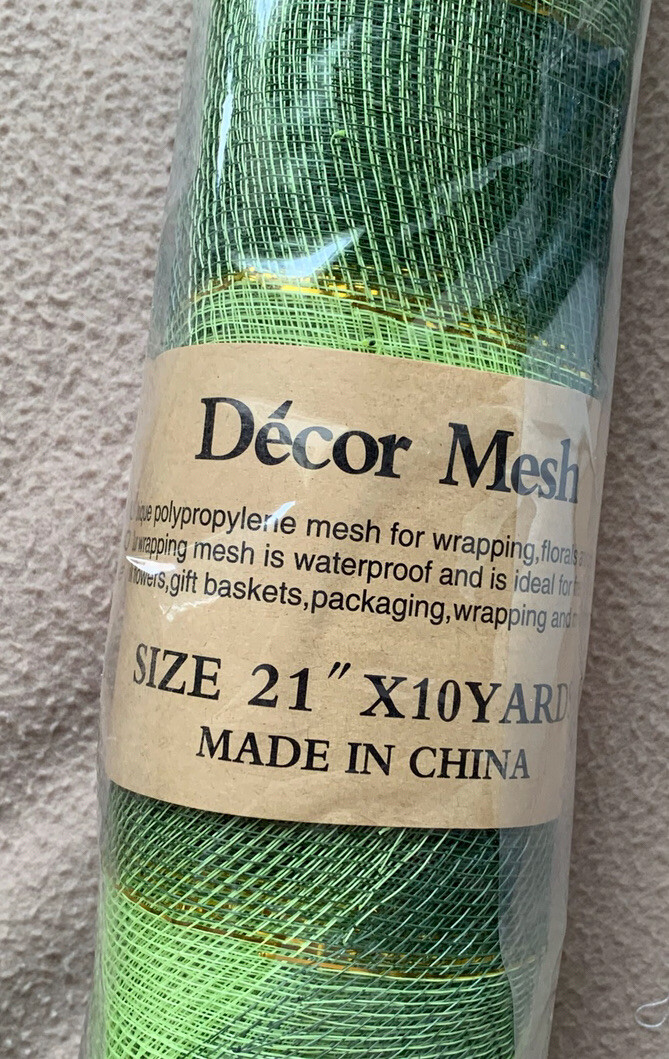 Décor Mesh
polypropylene mesh for wrapping,floral
wrapping mesh is waterproof and is ideal for
flowers,gift baskets,packaging,wrapping and
SIZE 21″ X10YARD
MADE IN CHINA